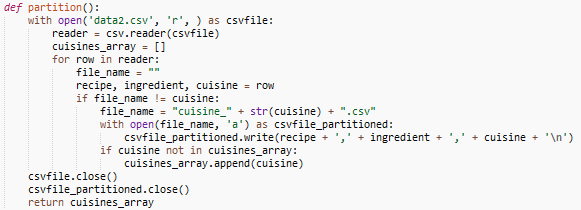 def partition():
    with open('data2.csv', 'r', ) as csvfile:
        reader = csv.reader(csvfile)
        cuisines_array = []
        for row in reader:
            file_name = ""
            recipe, ingredient, cuisine = row
            if file_name != cuisine:
                file_name = "cuisine_" + str(cuisine) + ".csv"
                with open(file_name, 'a') as csvfile_partitioned:
                    csvfile_partitioned.write(recipe + ',' + ingredient + ',' + cuisine + '\n')
                if cuisine not in cuisines_array:
                    cuisines_array.append(cuisine)
    csvfile.close()
    csvfile_partitioned.close()
    return cuisines_array